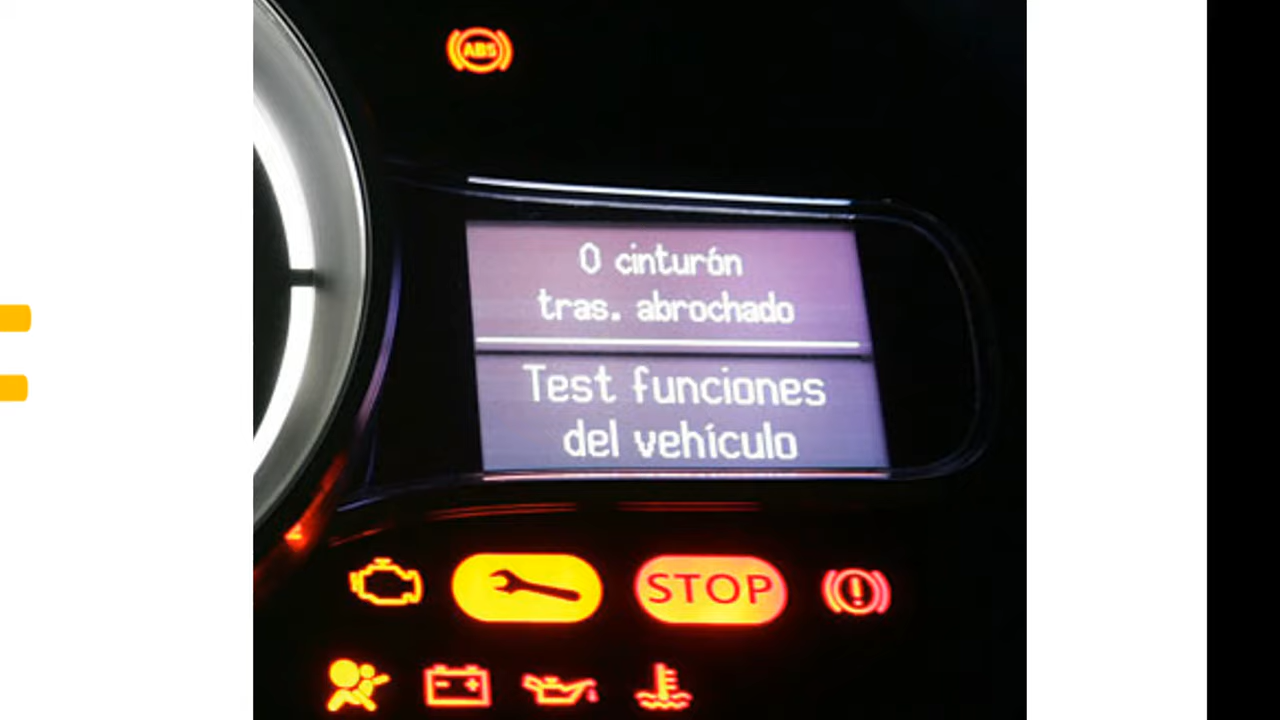 ABS
0 cinturón
tras. abrochado
Test funciones
del vehículo
STOP